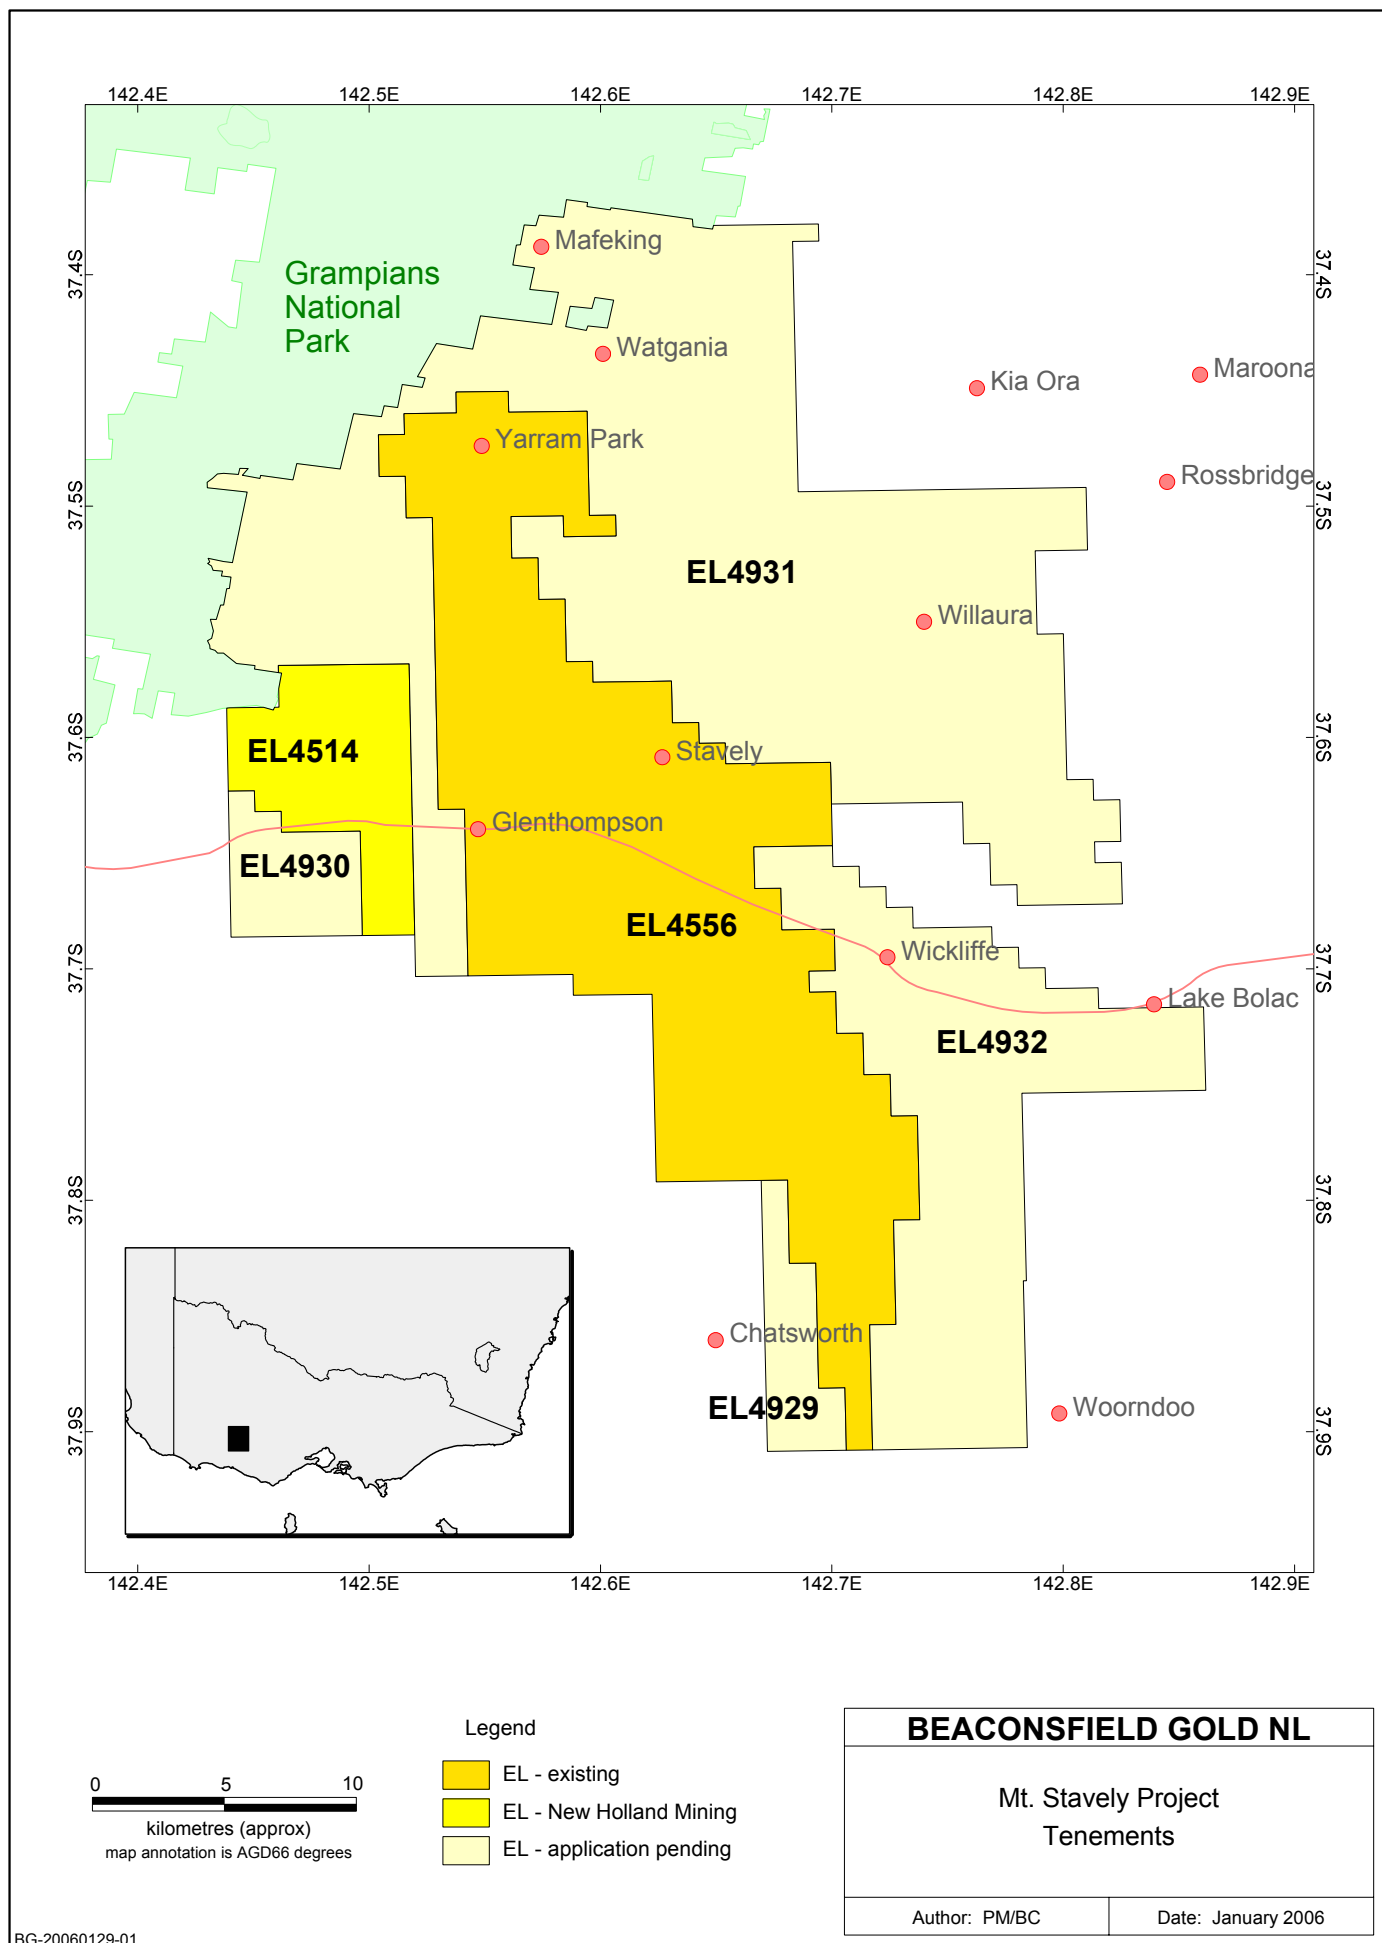 142.4E 142.5E 142.6E 142.7E 142.8E 142.9E
Mafeking
37.4S
Grampians
National
Park
37.4S
Watgania
Kia Ora
Maroona
Yarram Park
Rossbridge
37.5S
37.5S
EL4931
Willaura
37.6S
EL4514
Stavely
37.6S
Glenthompson
EL4930
EL4556
Wickliffe
37.7S
37.7S
Lake Bolac
EL4932
37.8S
37.8S
Chatsworth
EL4929
Woorndoo
37.9S
37.9S
142.4E 142.5E 142.6E 142.7E 142.8E 142.9E
Legend
EL - existing
EL - New Holland Mining
EL - application pending
0 5 10
kilometres (approx)
map annotation is AGD66 degrees
BEACONSFIELD GOLD NL
Mt. Stavely Project
Tenements
Author: PM/BC
Date: January 2006
BG-20060129-01